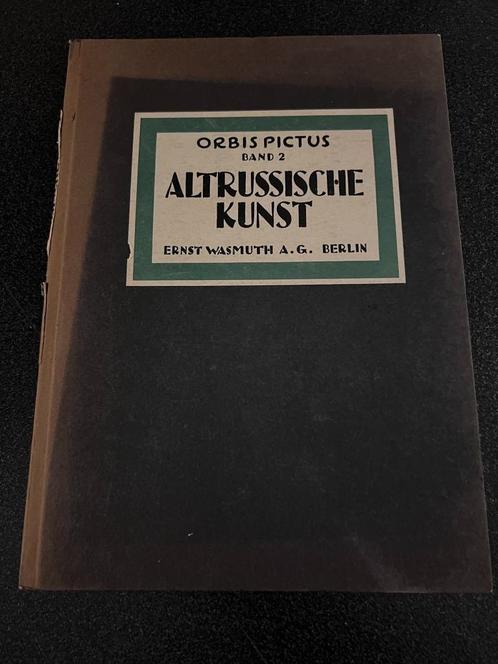 ORBIS PICTUS
BAND 2
ALTRUSSISCHE
KUNST
ERNST WASMUTH A.G. BERLIN